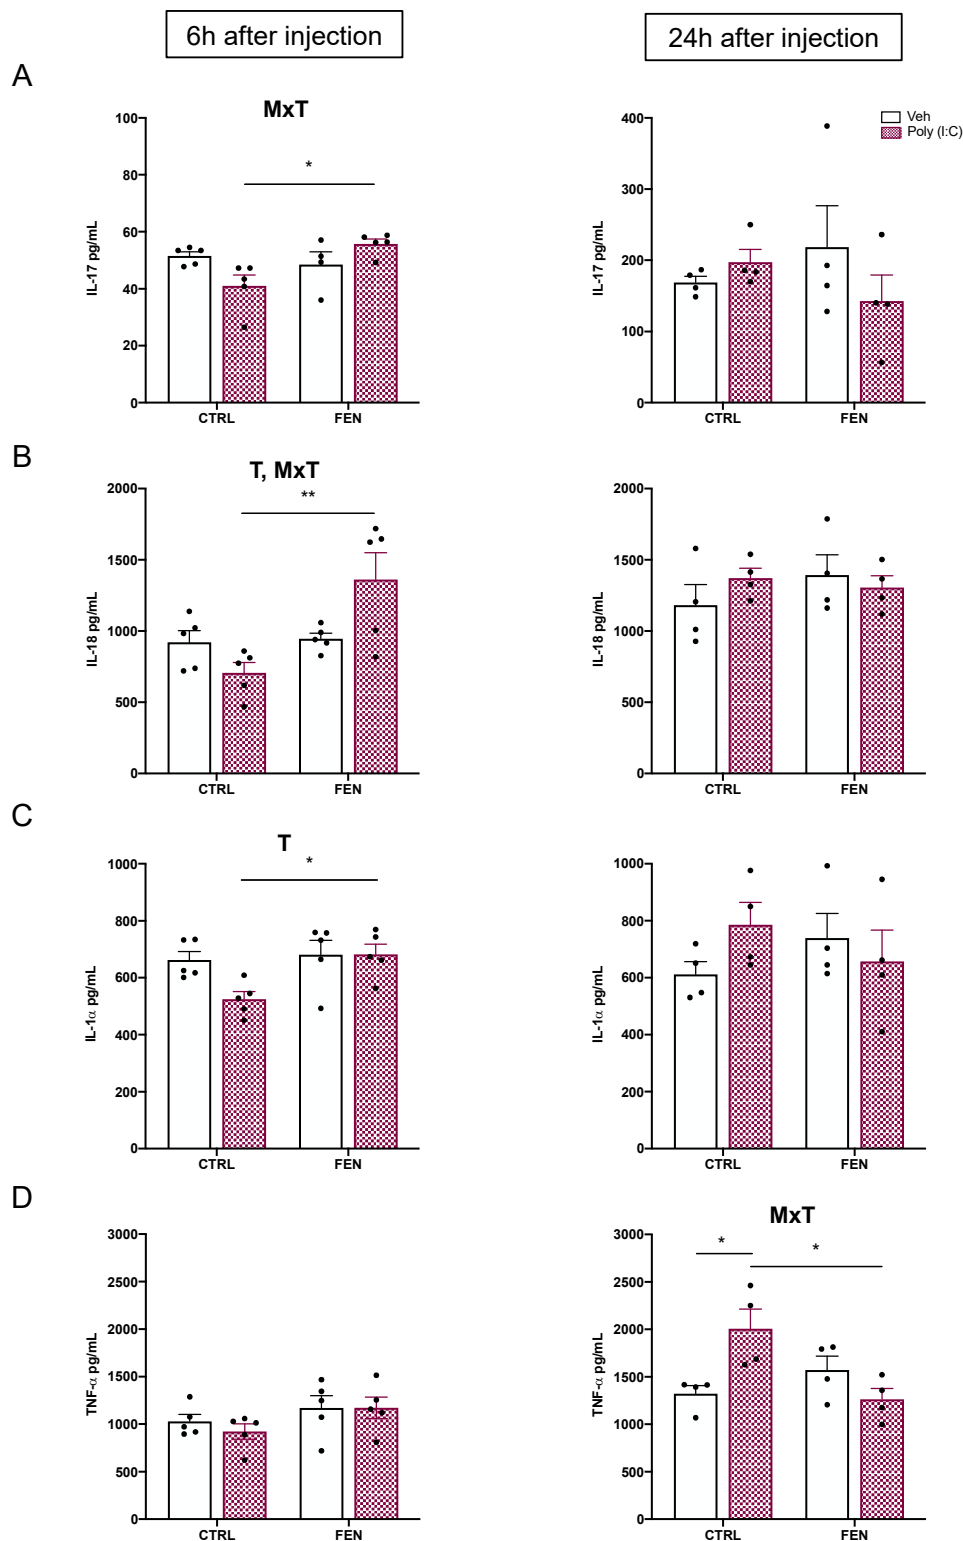 6h after injection
24h after injection
A
MxT
100
80
60
40
20
0
IL-17 pg/mL
CTRL
FEN
400
300
200
100
0
IL-17 pg/mL
CTRL
FEN
Veh
Poly (I:C)
*
B
T, MxT
**
2000
1500
1000
500
0
IL-18 pg/mL
CTRL
FEN
2000
1500
1000
500
0
IL-18 pg/mL
CTRL
FEN
C
T
*
1000
800
600
400
200
0
IL-1α pg/mL
CTRL
FEN
1000
800
600
400
200
0
IL-1α pg/mL
CTRL
FEN
D
3000
2500
2000
1500
1000
500
0
TNF-α pg/mL
CTRL
FEN
MxT
*
*
3000
2500
2000
1500
1000
500
0
TNF-α pg/mL
CTRL
FEN